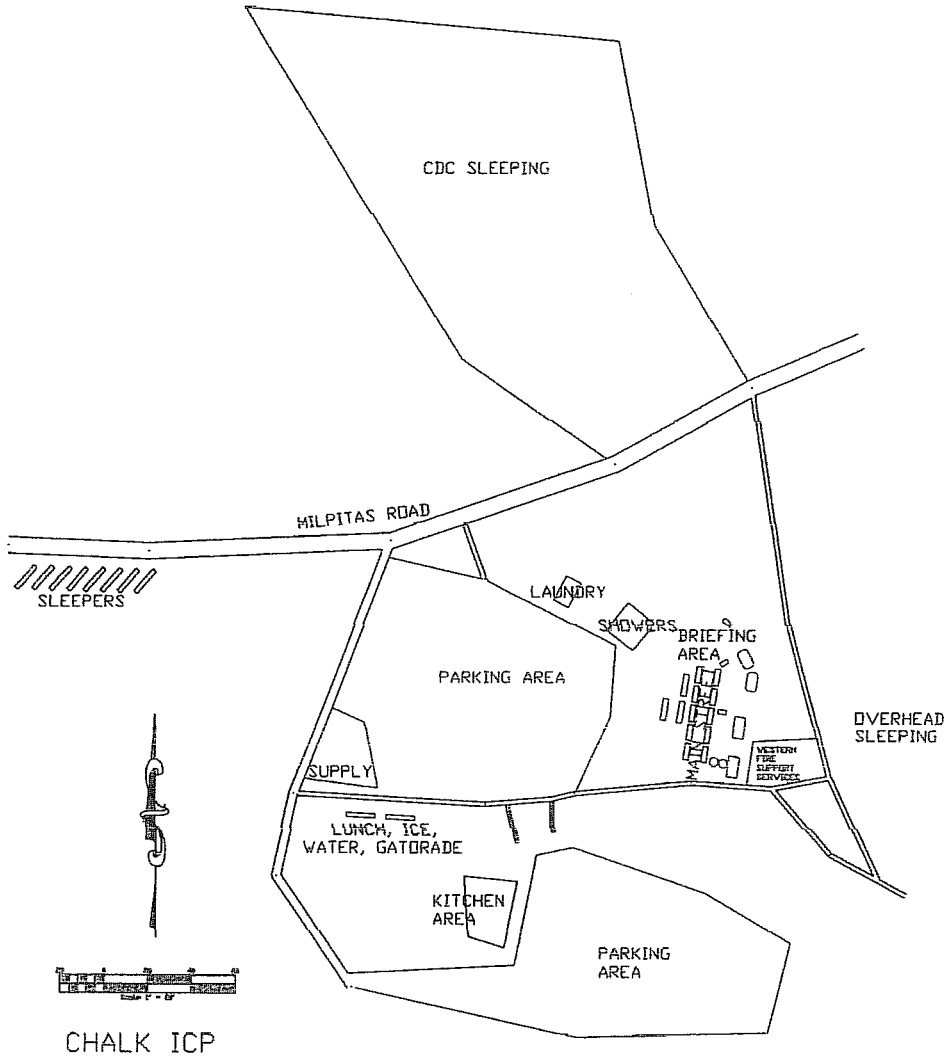 CDC SLEEPING
MILPITAS ROAD
SLEEPERS
LAUNDRY
SHOWERS
BRIEFING
AREA
PARKING AREA
OVERHEAD
SLEEPING
WESTERN
FIRE
SUPPORT
SERVICES
SUPPLY
LUNCH, ICE,
WATER, GATORADE
KITCHEN
AREA
PARKING
AREA
CHALK ICP